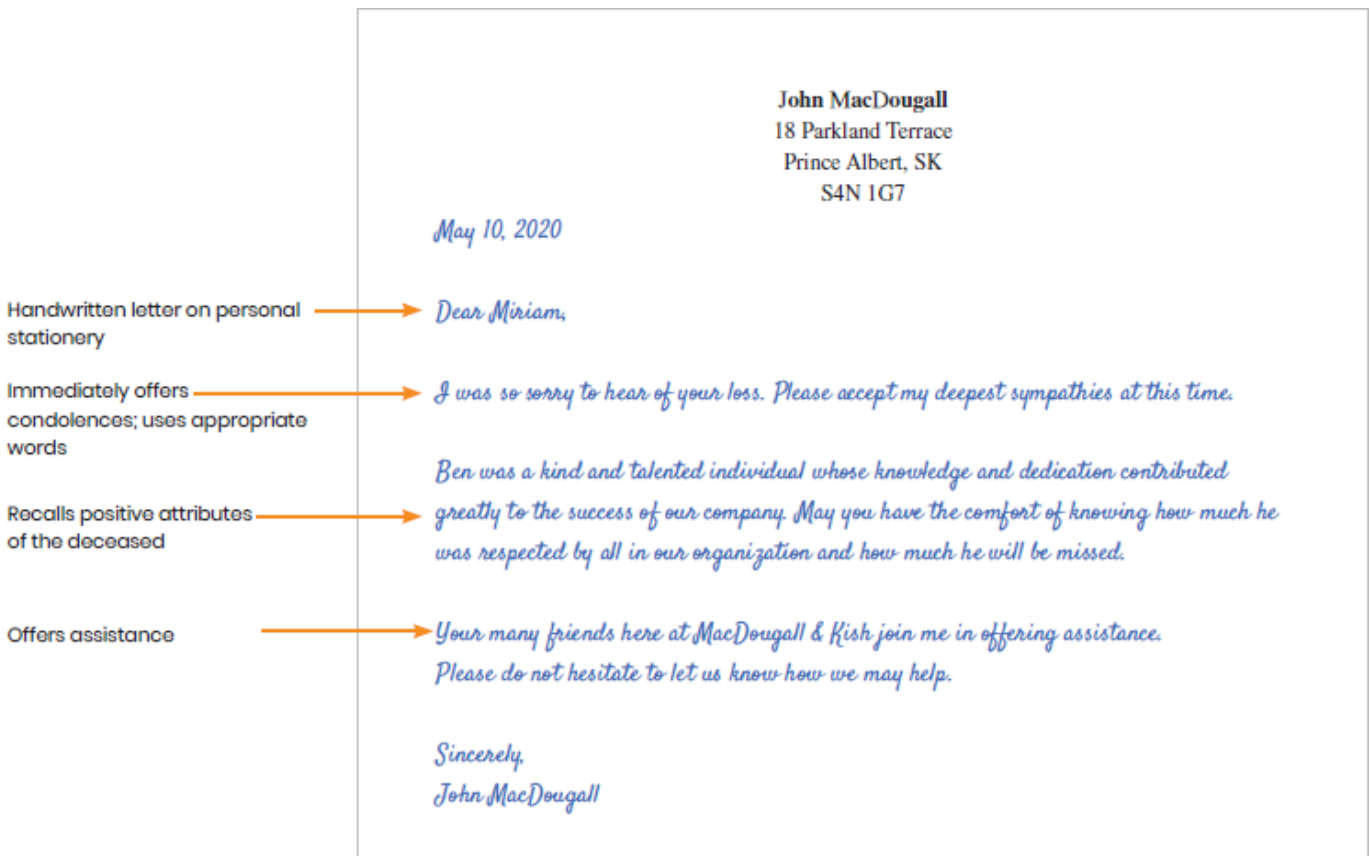 John MacDougall
18 Parkland Terrace
Prince Albert, SK
S4N 1G7
May 10, 2020
Handwritten letter on personal
stationery
Dear Miriam,
Immediately offers
condolences; uses appropriate
words
I was so sorry to hear of your loss. Please accept my deepest sympathies at this time.
Recalls positive attributes
of the deceased
Ben was a kind and talented individual whose knowledge and dedication contributed
greatly to the success of our company. May you have the comfort of knowing how much he
was respected by all in our organization and how much he will be missed.
Offers assistance
Your many friends here at MacDougall & Kish join me in offering assistance.
Please do not hesitate to let us know how we may help.
Sincerely,
John MacDougall